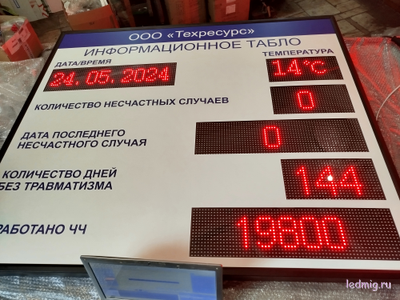 ООО «Техресурс»
ИНФОРМАЦИОННОЕ ТАБЛО
ДАТА/ВРЕМЯ
ТЕМПЕРАТУРА
24.05.2024
14°C
КОЛИЧЕСТВО НЕСЧАСТНЫХ СЛУЧАЕВ
0
ДАТА ПОСЛЕДНЕГО
НЕСЧАСТНОГО СЛУЧАЯ
0
КОЛИЧЕСТВО ДНЕЙ
БЕЗ ТРАВМАТИЗМА
144
РАБОТАНО ЧЧ
19800
ledmig.ru